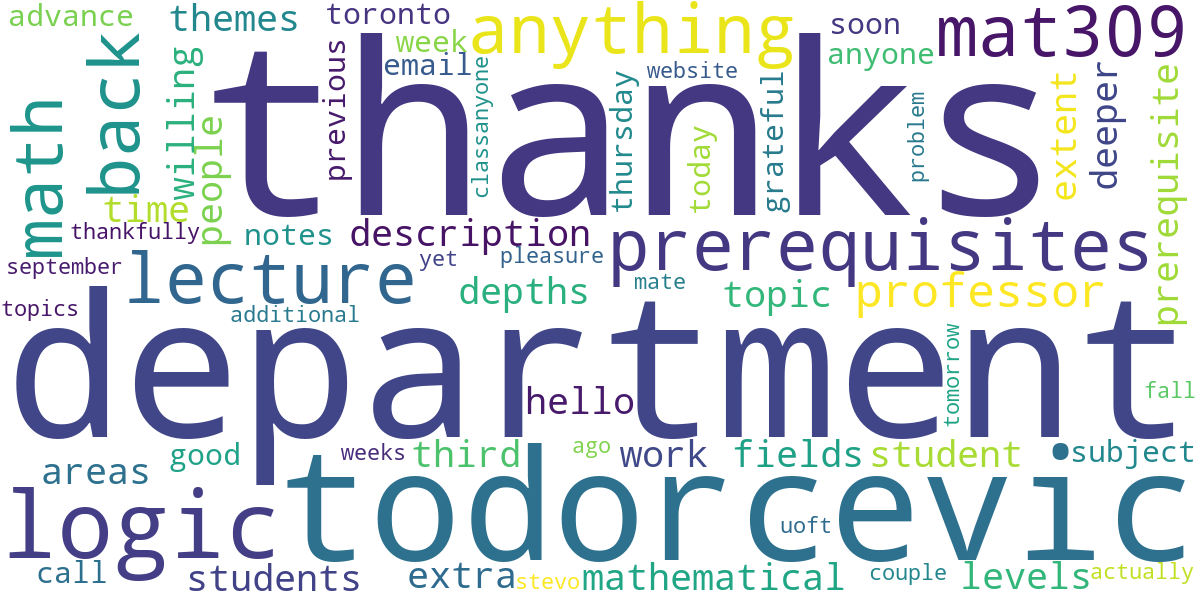 advance
themes
toronto
anything
soon
mat309
week
anyone
email
website
back
math
willing
people
previous
classanyone
thanks
thursday
today
grateful
problem
extent
deeper
prerequisite
time
thankfully
notes
description
prerequisites
september
lecture
yet
pleasure
mate
depths
topic
professor
topics
additional
department
tomorrow
fall
hello
good
weeks
third
ago
work
fields
student
subject
areas
logic
todorcevic
uoft
call
students
extra
stevo
mathematical
couple
levels
actually